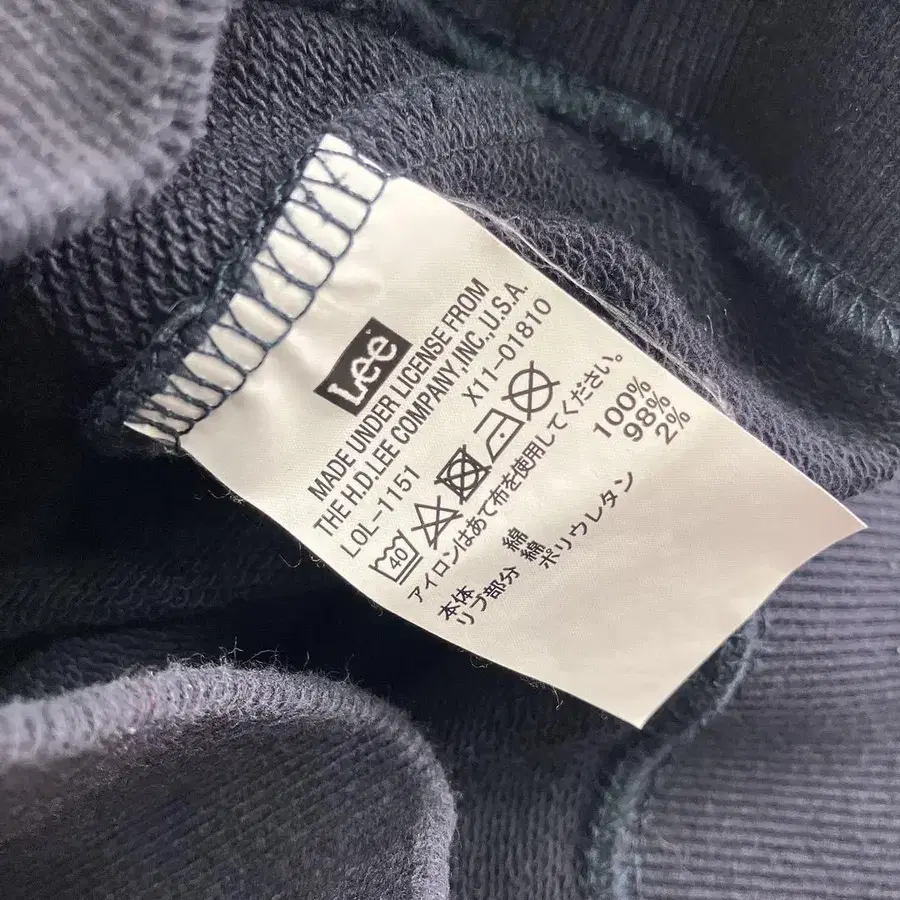 Lee
MADE UNDER LICENSE FROM
THE H.D.LEE COMPANY,INC.,U.S.A.
LOL-1151 X11-01810
40
アイロンはあて布を使用してください。
本体 綿 100%
リブ部分 綿 98%
ポリウレタン 2%